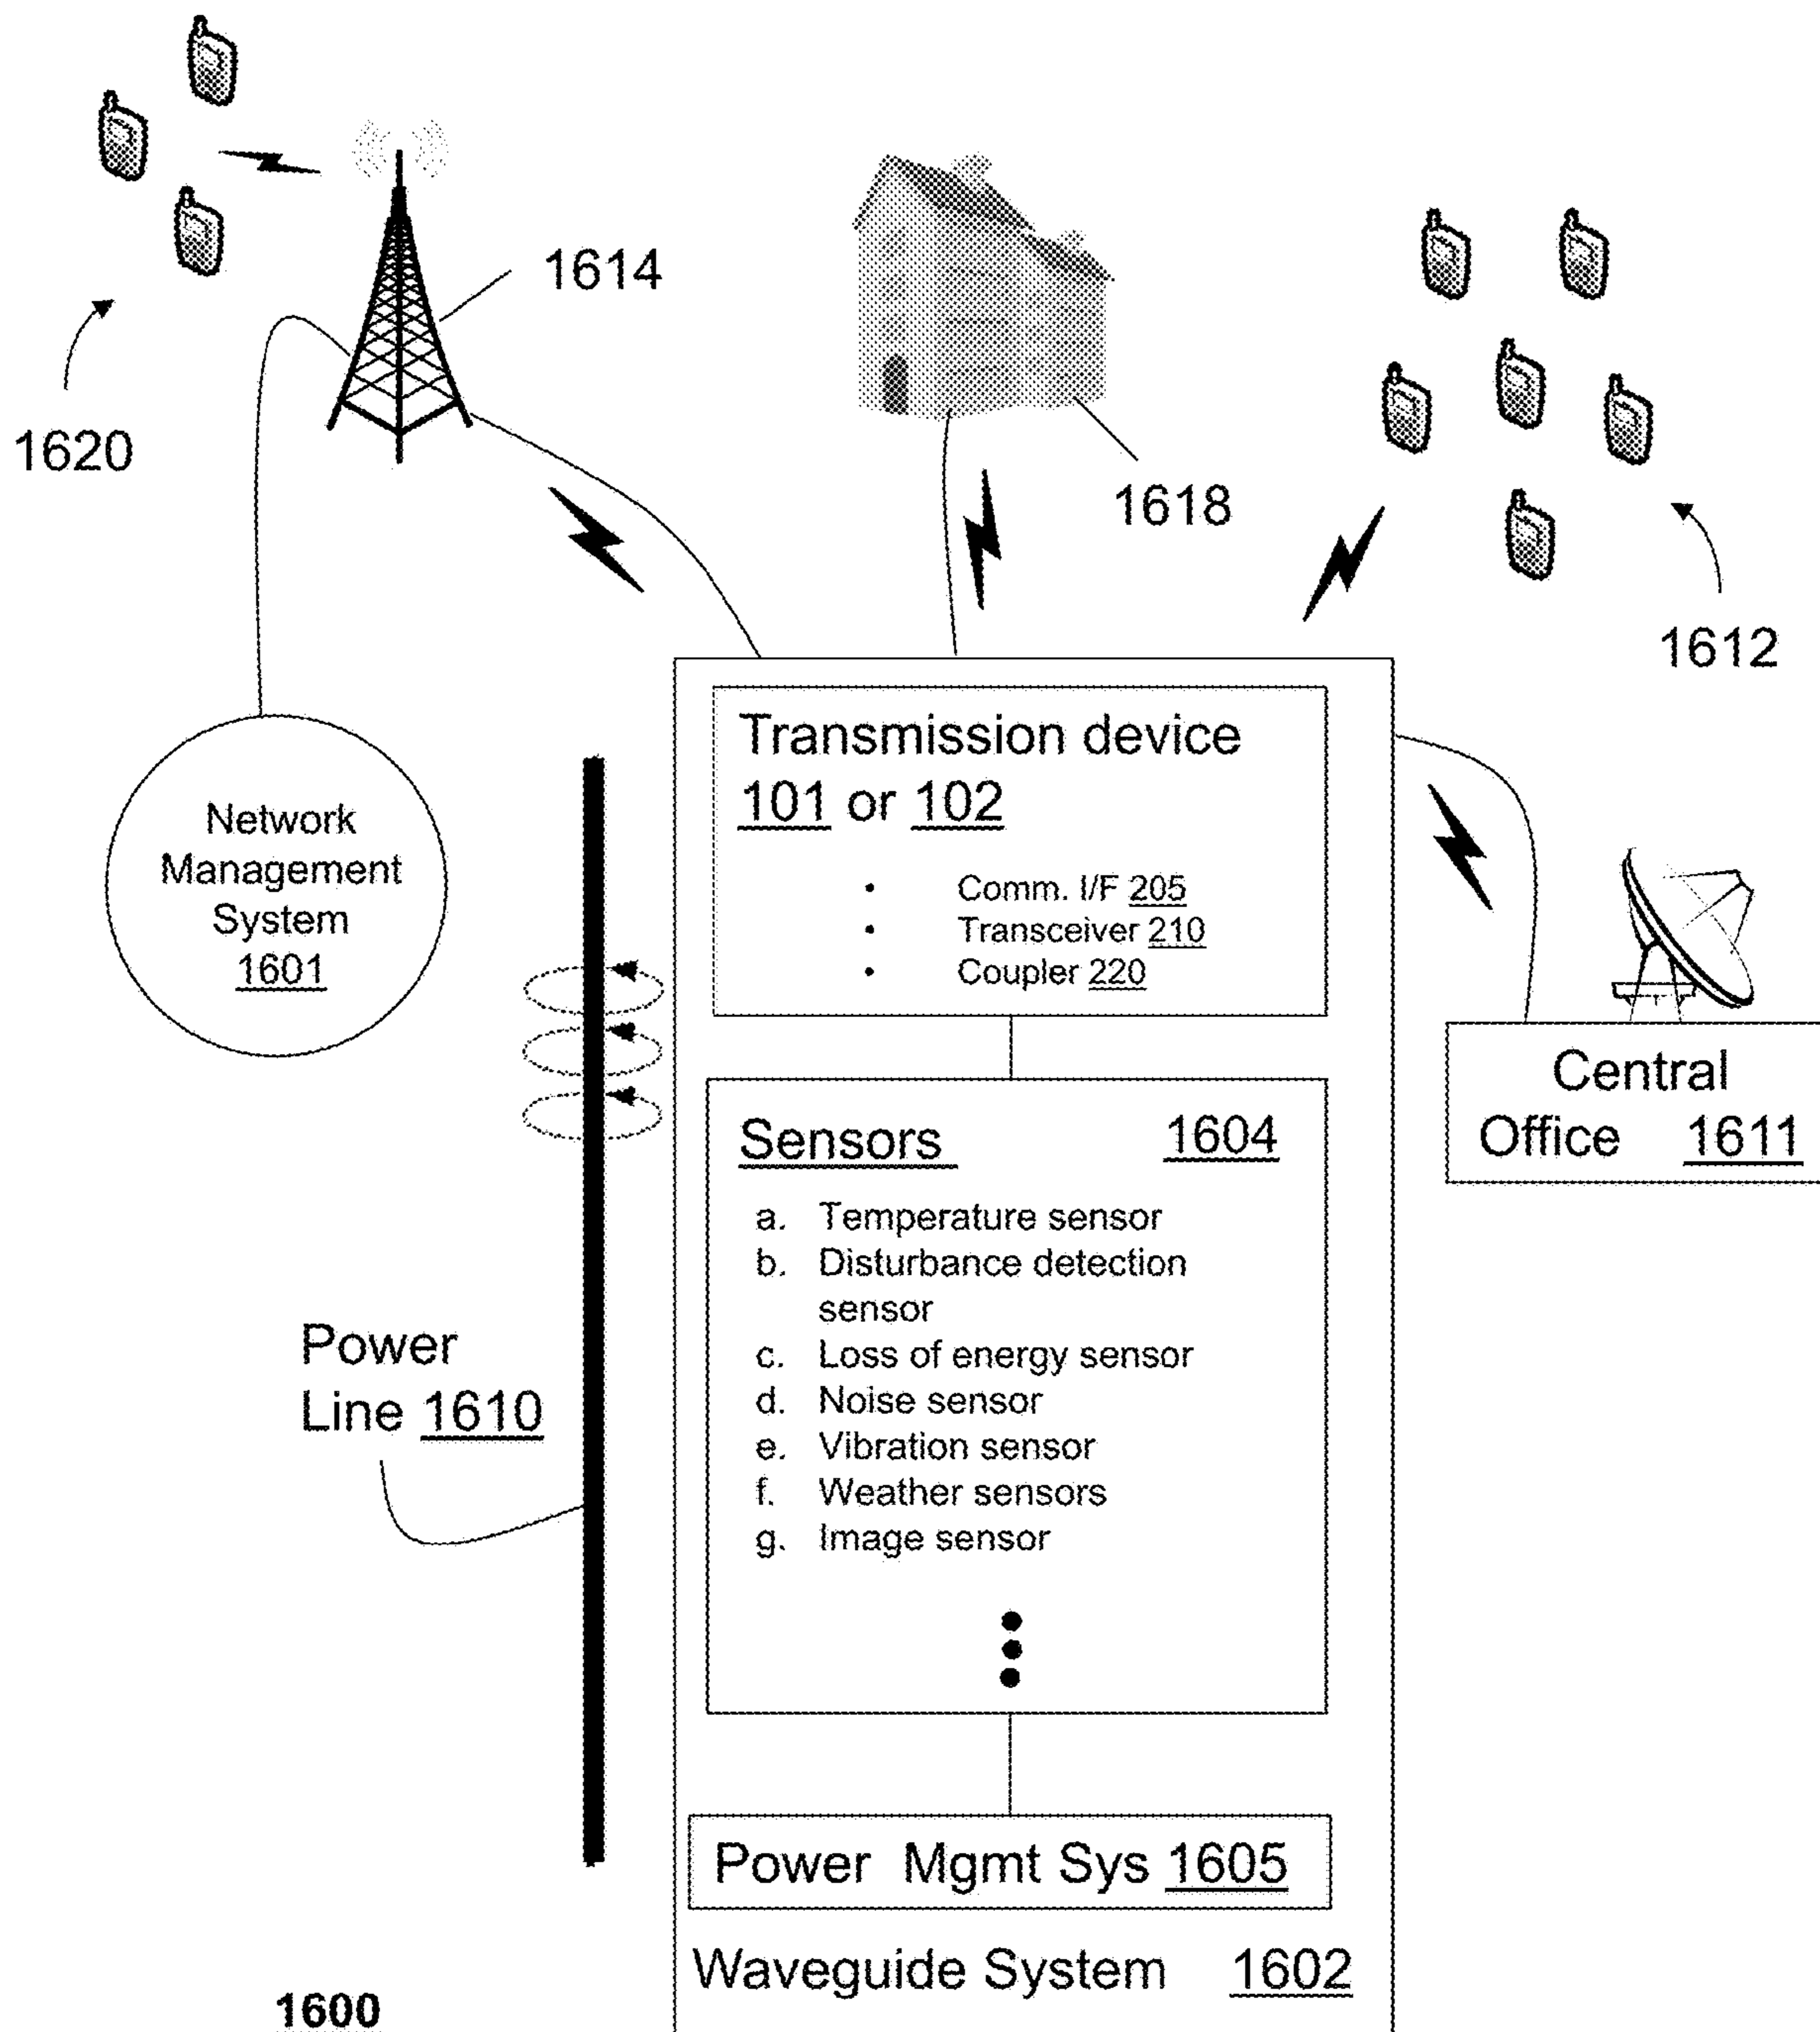 1614
1620
1618
1612
Network
Management
System
1601
Transmission device
101 or 102
• Comm. I/F 205
• Transceiver 210
• Coupler 220
Central
Office 1611
Sensors 1604
a. Temperature sensor
b. Disturbance detection
sensor
c. Loss of energy sensor
d. Noise sensor
e. Vibration sensor
f. Weather sensors
g. Image sensor
Power
Line 1610
Power Mgmt Sys 1605
Waveguide System 1602
1600